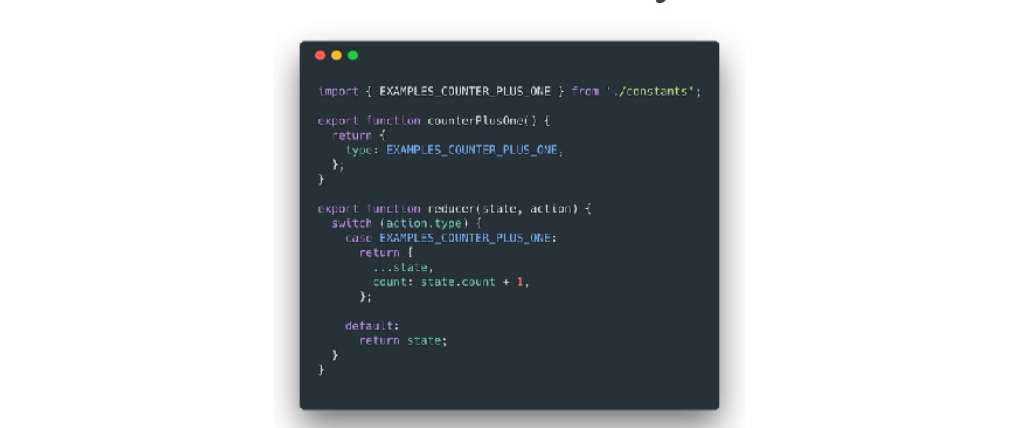 import { EXAMPLES_COUNTER_PLUS_ONE } from './constants';
export function counterPlusOne() {
return {
type: EXAMPLES_COUNTER_PLUS_ONE,
};
}
export function reducer(state, action) {
switch (action.type) {
case EXAMPLES_COUNTER_PLUS_ONE:
return {
...state,
count: state.count + 1,
};
default:
return state;
}
}